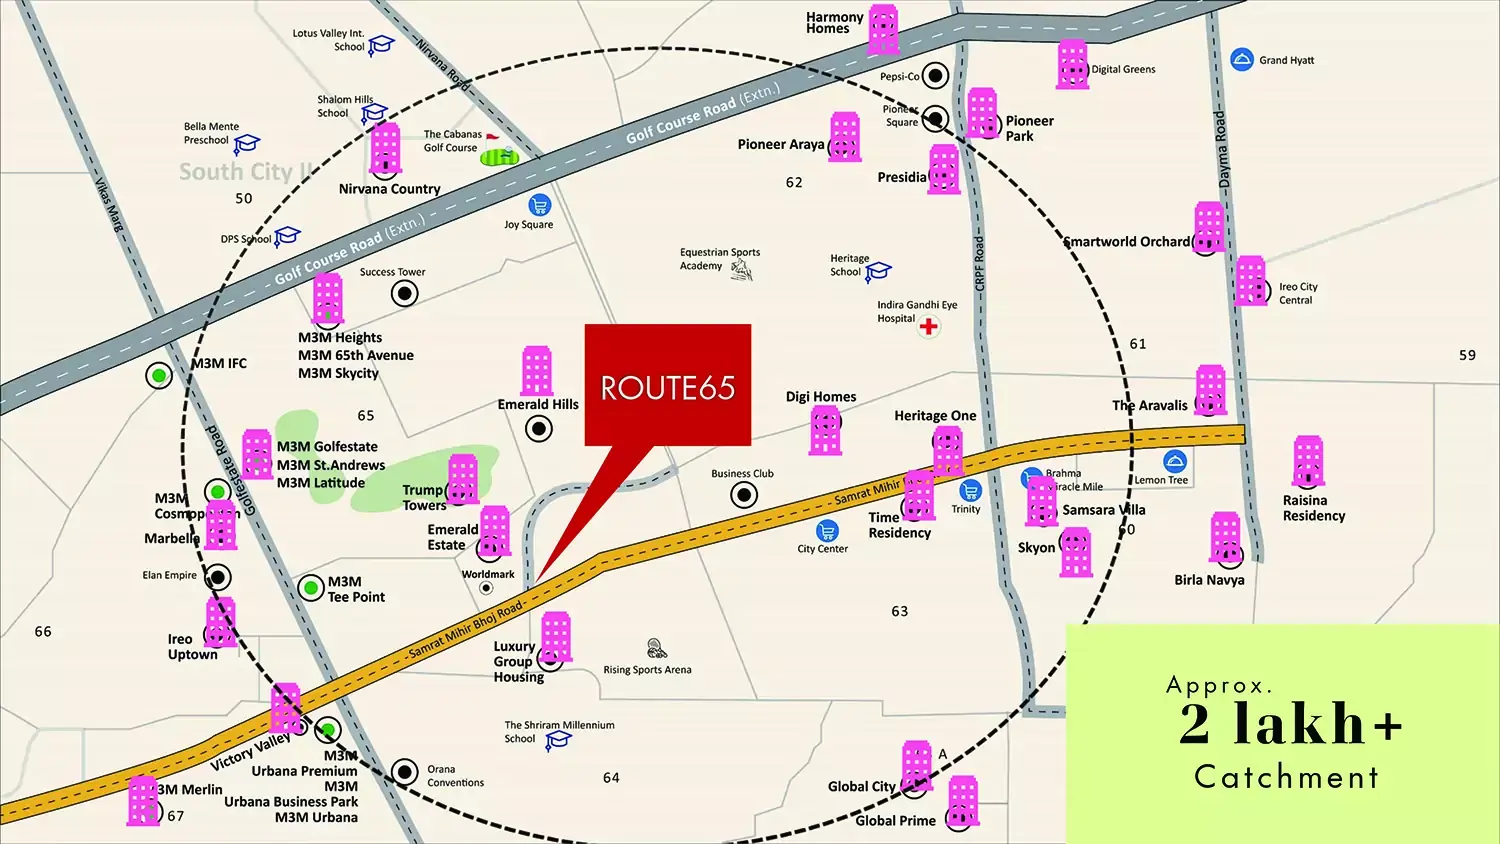 Harmony
Homes
Lotus Valley Int.
School
Nirvana Road
Grand Hyatt
Digital Greens
Pepsi-Co
Pioneer
Square
Pioneer
Park
Shalom Hills
School
Golf Course Road (Extn.)
Bella Mente
Preschool
The Cabanas
Golf Course
Pioneer Araya
Dayma Road
South City II
Presidia
Nirvana Country
62
Vikas Marg
50
Joy Square
DPS School
Golf Course Road (Extn.)
Smartworld Orchard
Equestrian Sports
Academy
Heritage
School
CRPF Road
Success Tower
Ireo City
Central
Indira Gandhi Eye
Hospital
M3M Heights
M3M 65th Avenue
M3M Skycity
61
59
M3M IFC
ROUTE65
Emerald Hills
Digi Homes
Heritage One
The Aravalis
65
Golfestate Road
M3M Golfestate
M3M St.Andrews
M3M Latitude
Business Club
Brahma
Miracle Mile
Lemon Tree
Trump
Towers
Samrat Mihir
M3M
Trinity
Raisina
Residency
Samsara Villa
Time
Residency
Emerald
Estate
60
Marbella
City Center
Skyon
Elan Empire
Worldmark
Birla Navya
M3M
Tee Point
Samrat Mihir Bhoj Road
63
66
Ireo
Uptown
Luxury
Group
Housing
Rising Sports Arena
Approx.
2 lakh+
Catchment
The Shriram Millennium
School
Victory Valley
M3M
Urbana Premium
M3M
Urbana Business Park
M3M Urbana
A
Orana
Conventions
64
Global City
3M Merlin
67
Global Prime